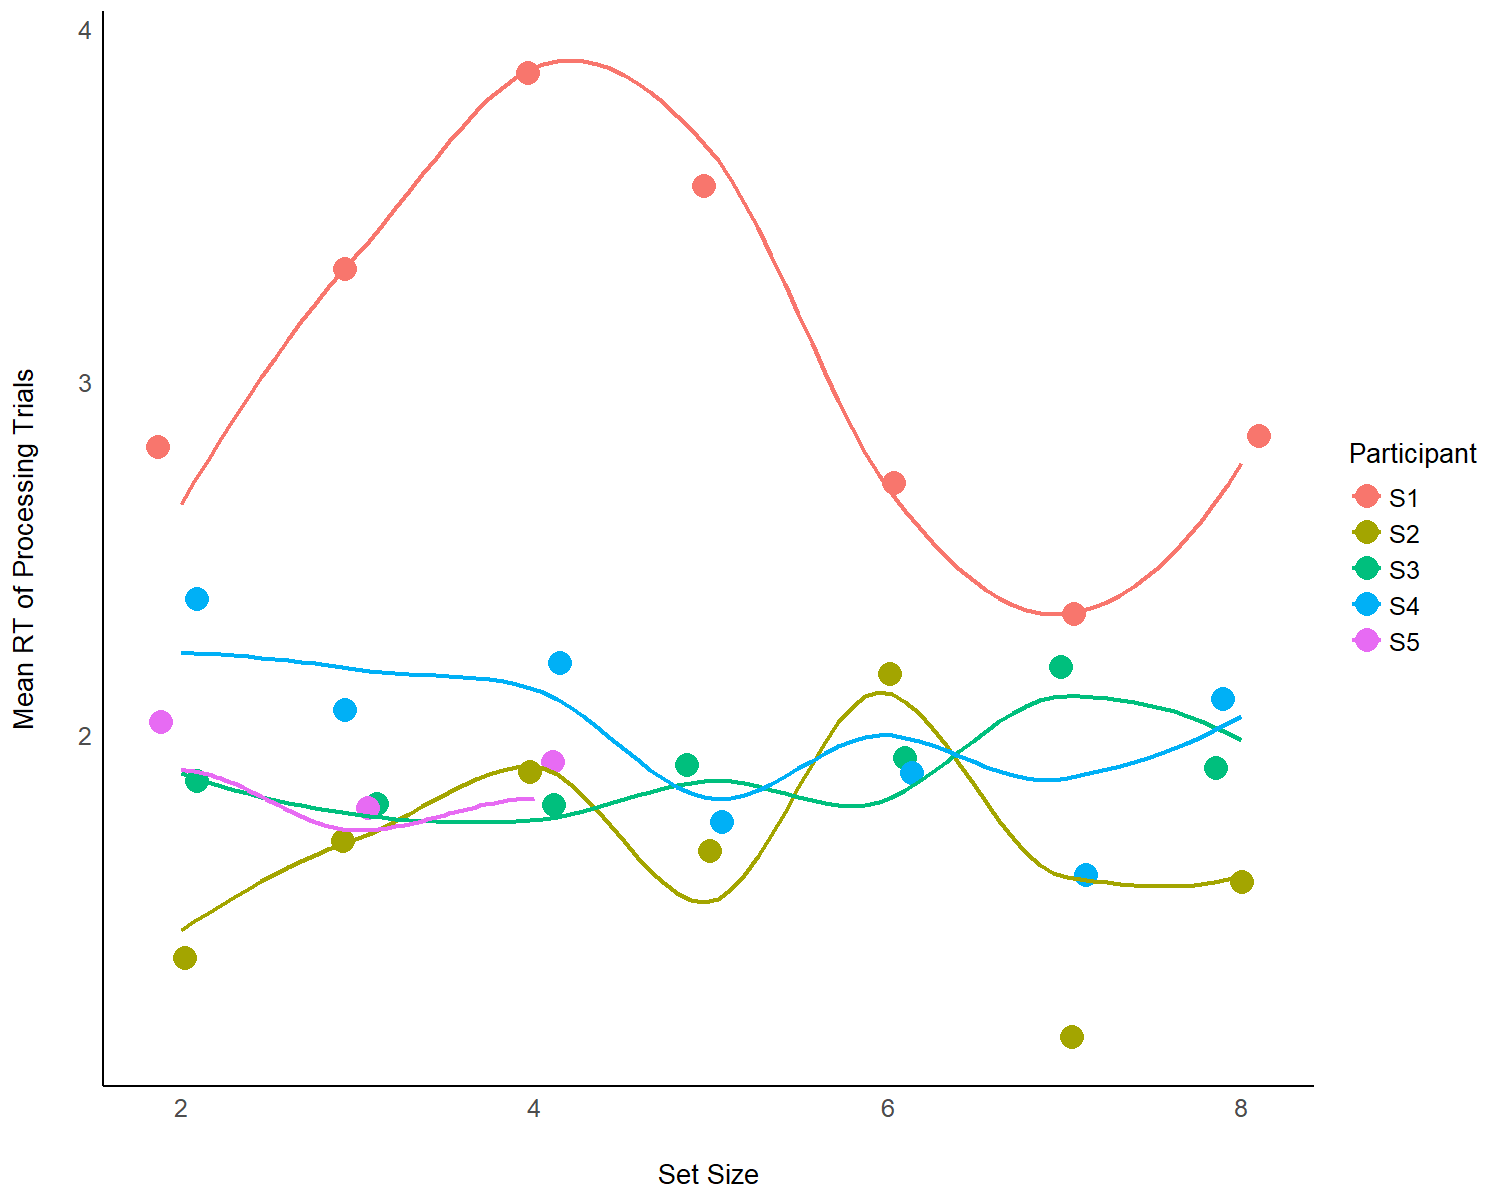 4
3
2
Mean RT of Processing Trials
2 4 6 8
Set Size
Participant
S1
S2
S3
S4
S5